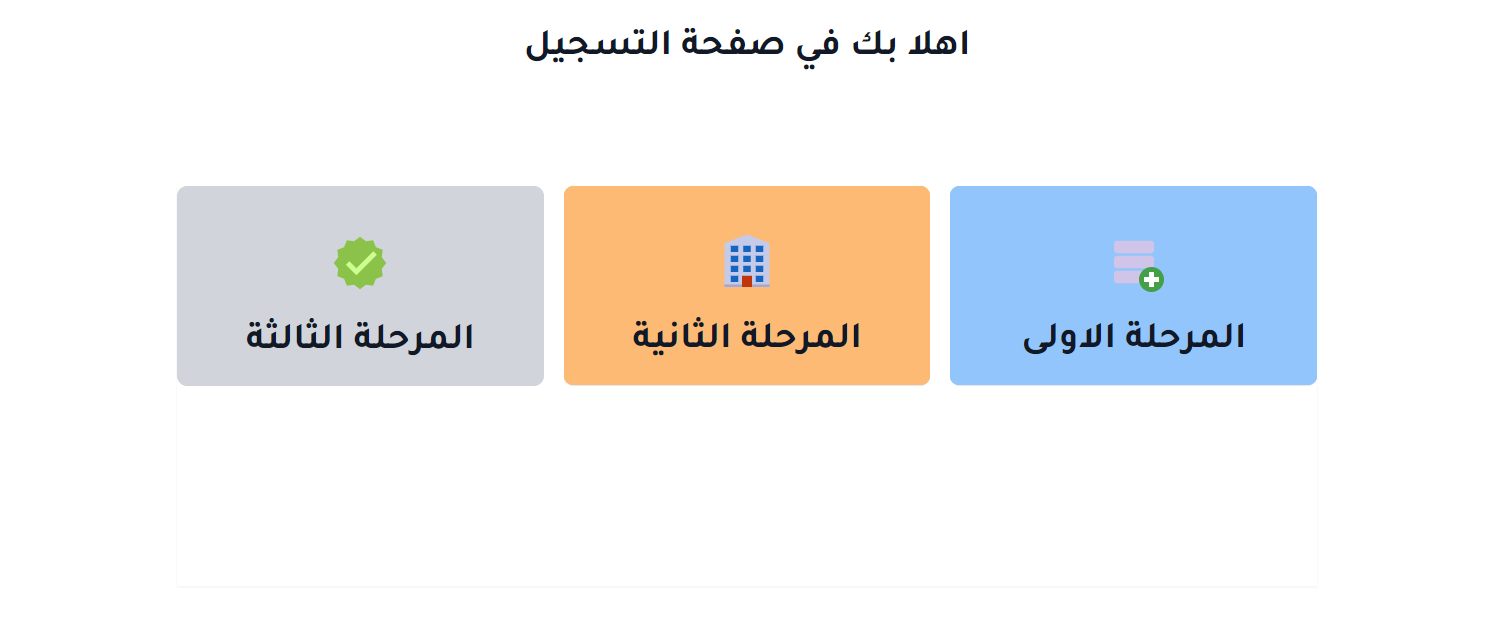 اهلا بك في صفحة التسجيل
المرحلة الاولى
المرحلة الثانية
المرحلة الثالثة